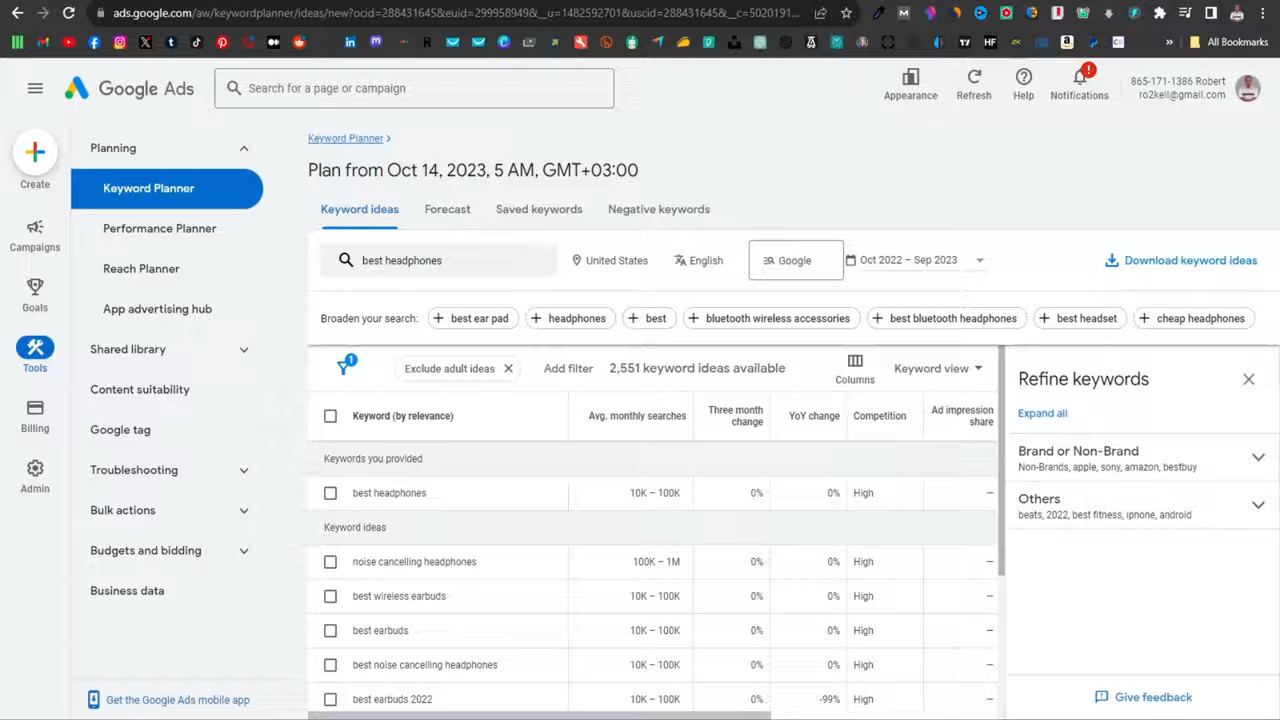 ads.google.com/aw/keywordplanner/ideas/new?ocid=288431645&euid=299958949&__u=1482592701&uscid=288431645&__c=5020191...
All Bookmarks
Google Ads
Search for a page or campaign
Appearance
Refresh
Help
Notifications
865-171-1386 Robert
ro2kell@gmail.com
Create
Campaigns
Goals
Tools
Billing
Admin
Planning
Keyword Planner
Performance Planner
Reach Planner
App advertising hub
Shared library
Content suitability
Google tag
Troubleshooting
Bulk actions
Budgets and bidding
Business data
Get the Google Ads mobile app
Keyword Planner
Plan from Oct 14, 2023, 5 AM, GMT+03:00
Keyword ideas Forecast Saved keywords Negative keywords
best headphones United States English Google Oct 2022 – Sep 2023 Download keyword ideas
Broaden your search: best ear pad headphones best bluetooth wireless accessories best bluetooth headphones best headset cheap headphones
1 Exclude adult ideas Add filter 2,551 keyword ideas available Columns Keyword view
Keyword (by relevance) Avg. monthly searches Three month change YoY change Competition Ad impression share
Keywords you provided
best headphones 10K – 100K 0% 0% High –
Keyword ideas
noise cancelling headphones 100K – 1M 0% 0% High –
best wireless earbuds 10K – 100K 0% 0% High –
best earbuds 10K – 100K 0% 0% High –
best noise cancelling headphones 10K – 100K 0% 0% High –
best earbuds 2022 10K – 100K 0% -99% High –
Refine keywords
Expand all
Brand or Non-Brand
Non-Brands, apple, sony, amazon, bestbuy
Others
beats, 2022, best fitness, iphone, android
Give feedback